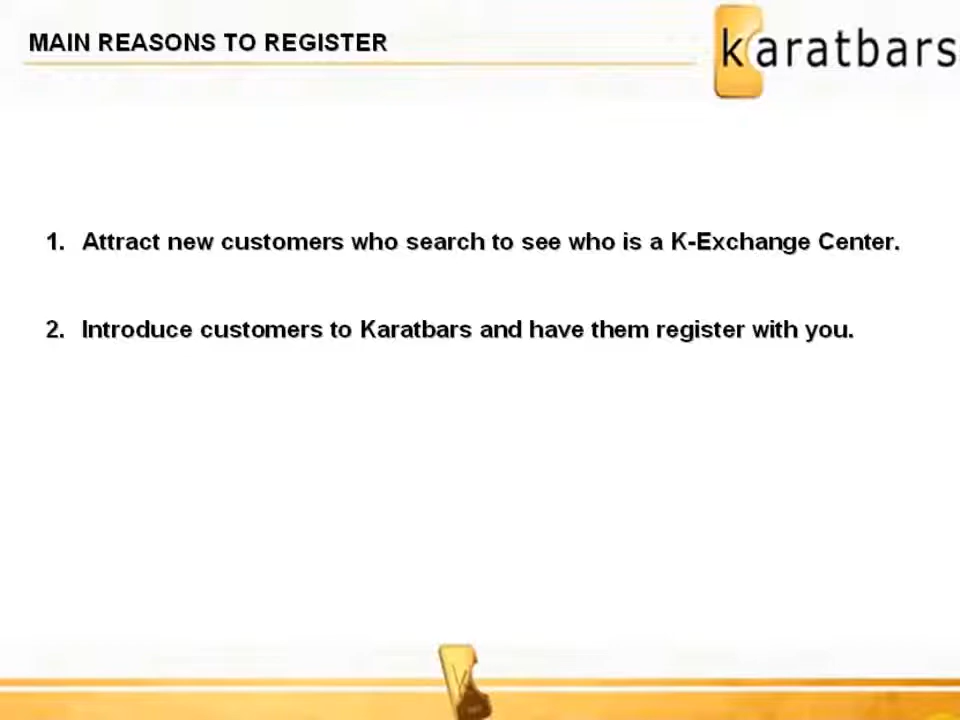 MAIN REASONS TO REGISTER
karatbars
1. Attract new customers who search to see who is a K-Exchange Center.
2. Introduce customers to Karatbars and have them register with you.